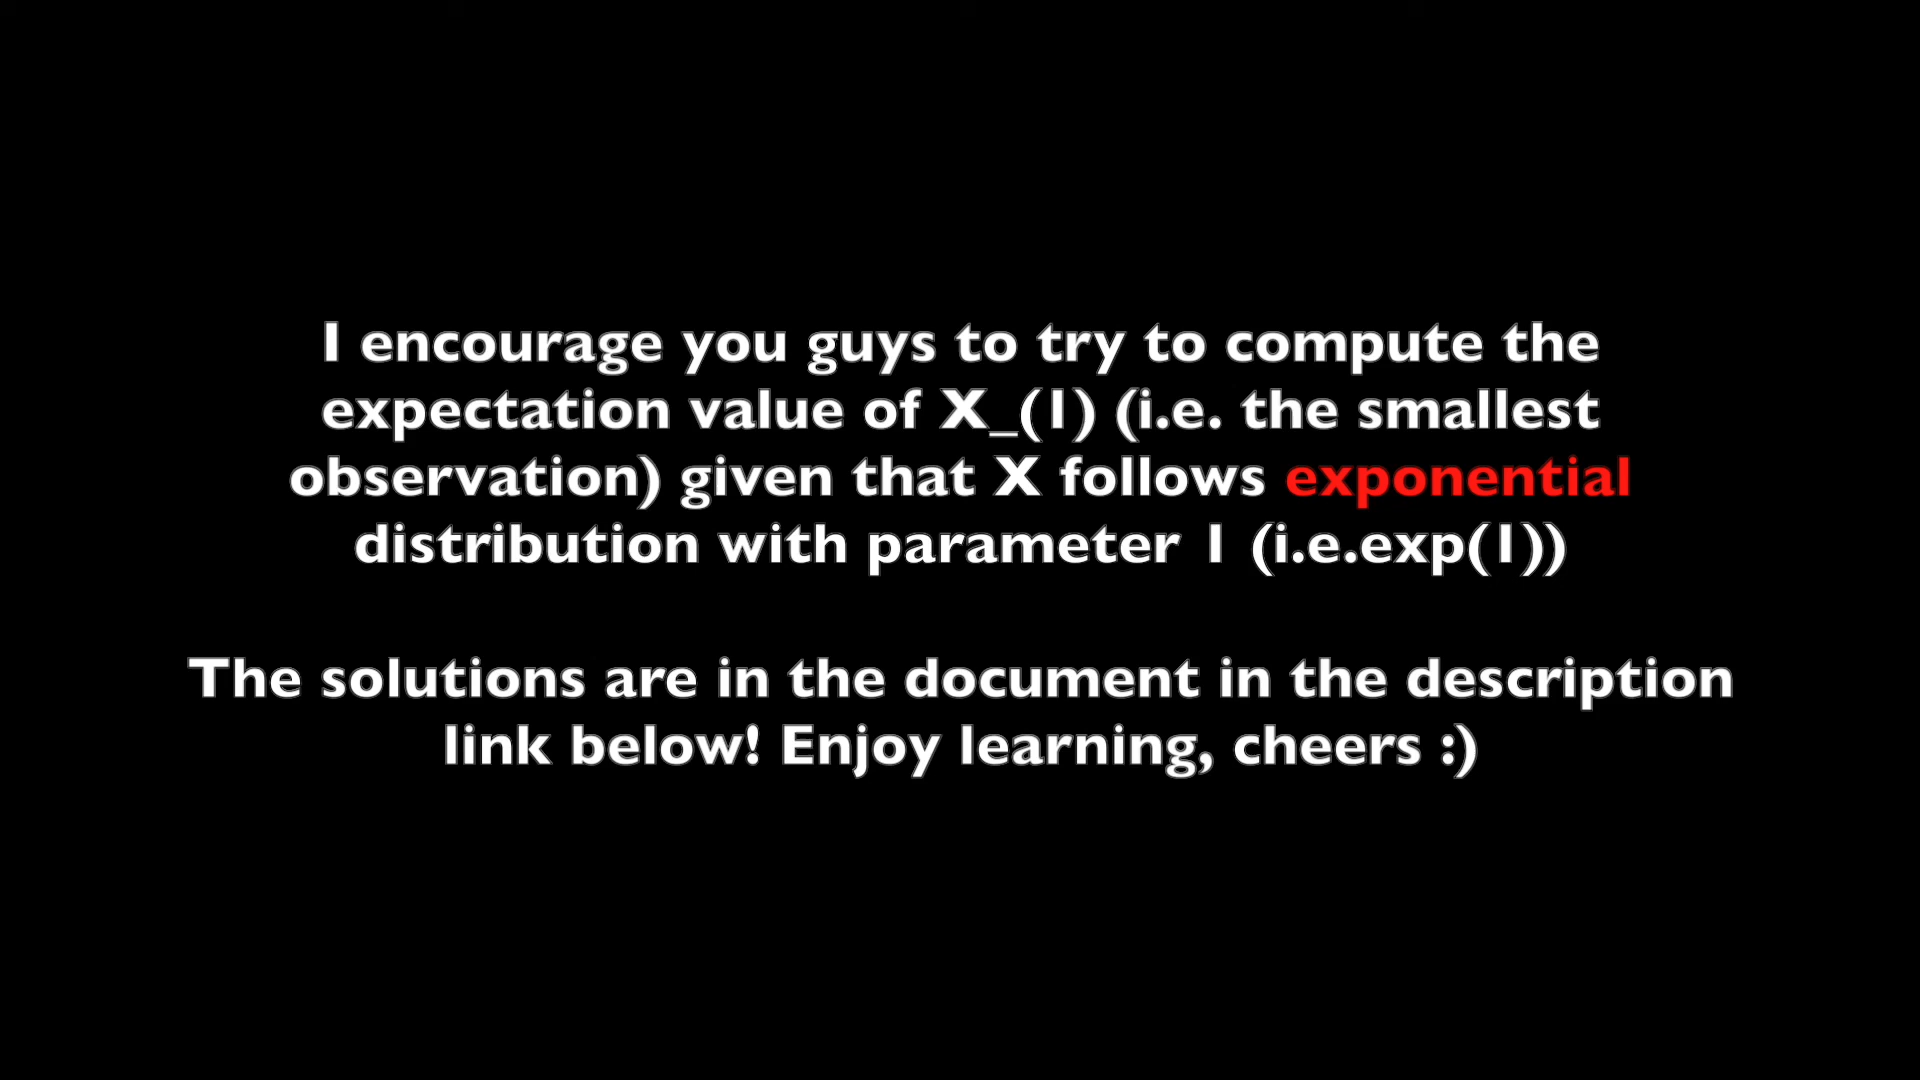 I encourage you guys to try to compute the
expectation value of X_(1) (i.e. the smallest
observation) given that X follows exponential
distribution with parameter 1 (i.e.exp(1))
The solutions are in the document in the description
link below! Enjoy learning, cheers :)